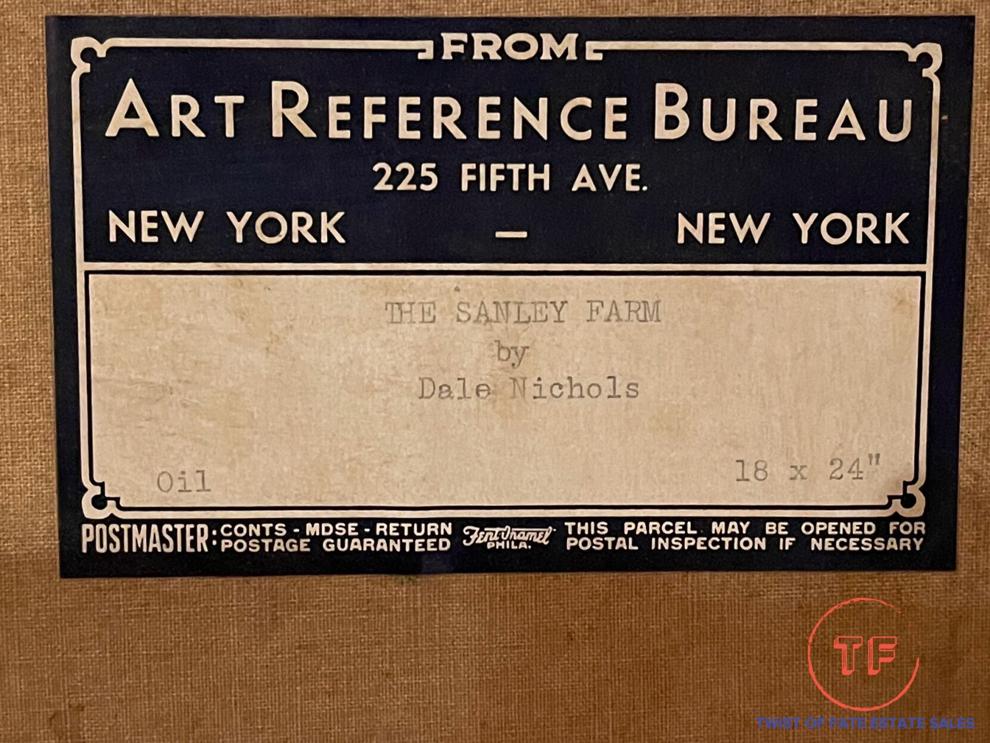 FROM
ART REFERENCE BUREAU
225 FIFTH AVE.
NEW YORK — NEW YORK
THE SANLEY FARM
by
Dale Nichols
Oil
18 x 24"
POSTMASTER: CONTS - MDSE - RETURN
POSTAGE GUARANTEED
PHILA.
THIS PARCEL MAY BE OPENED FOR
POSTAL INSPECTION IF NECESSARY
TF
TWIST OF FATE ESTATE SALES